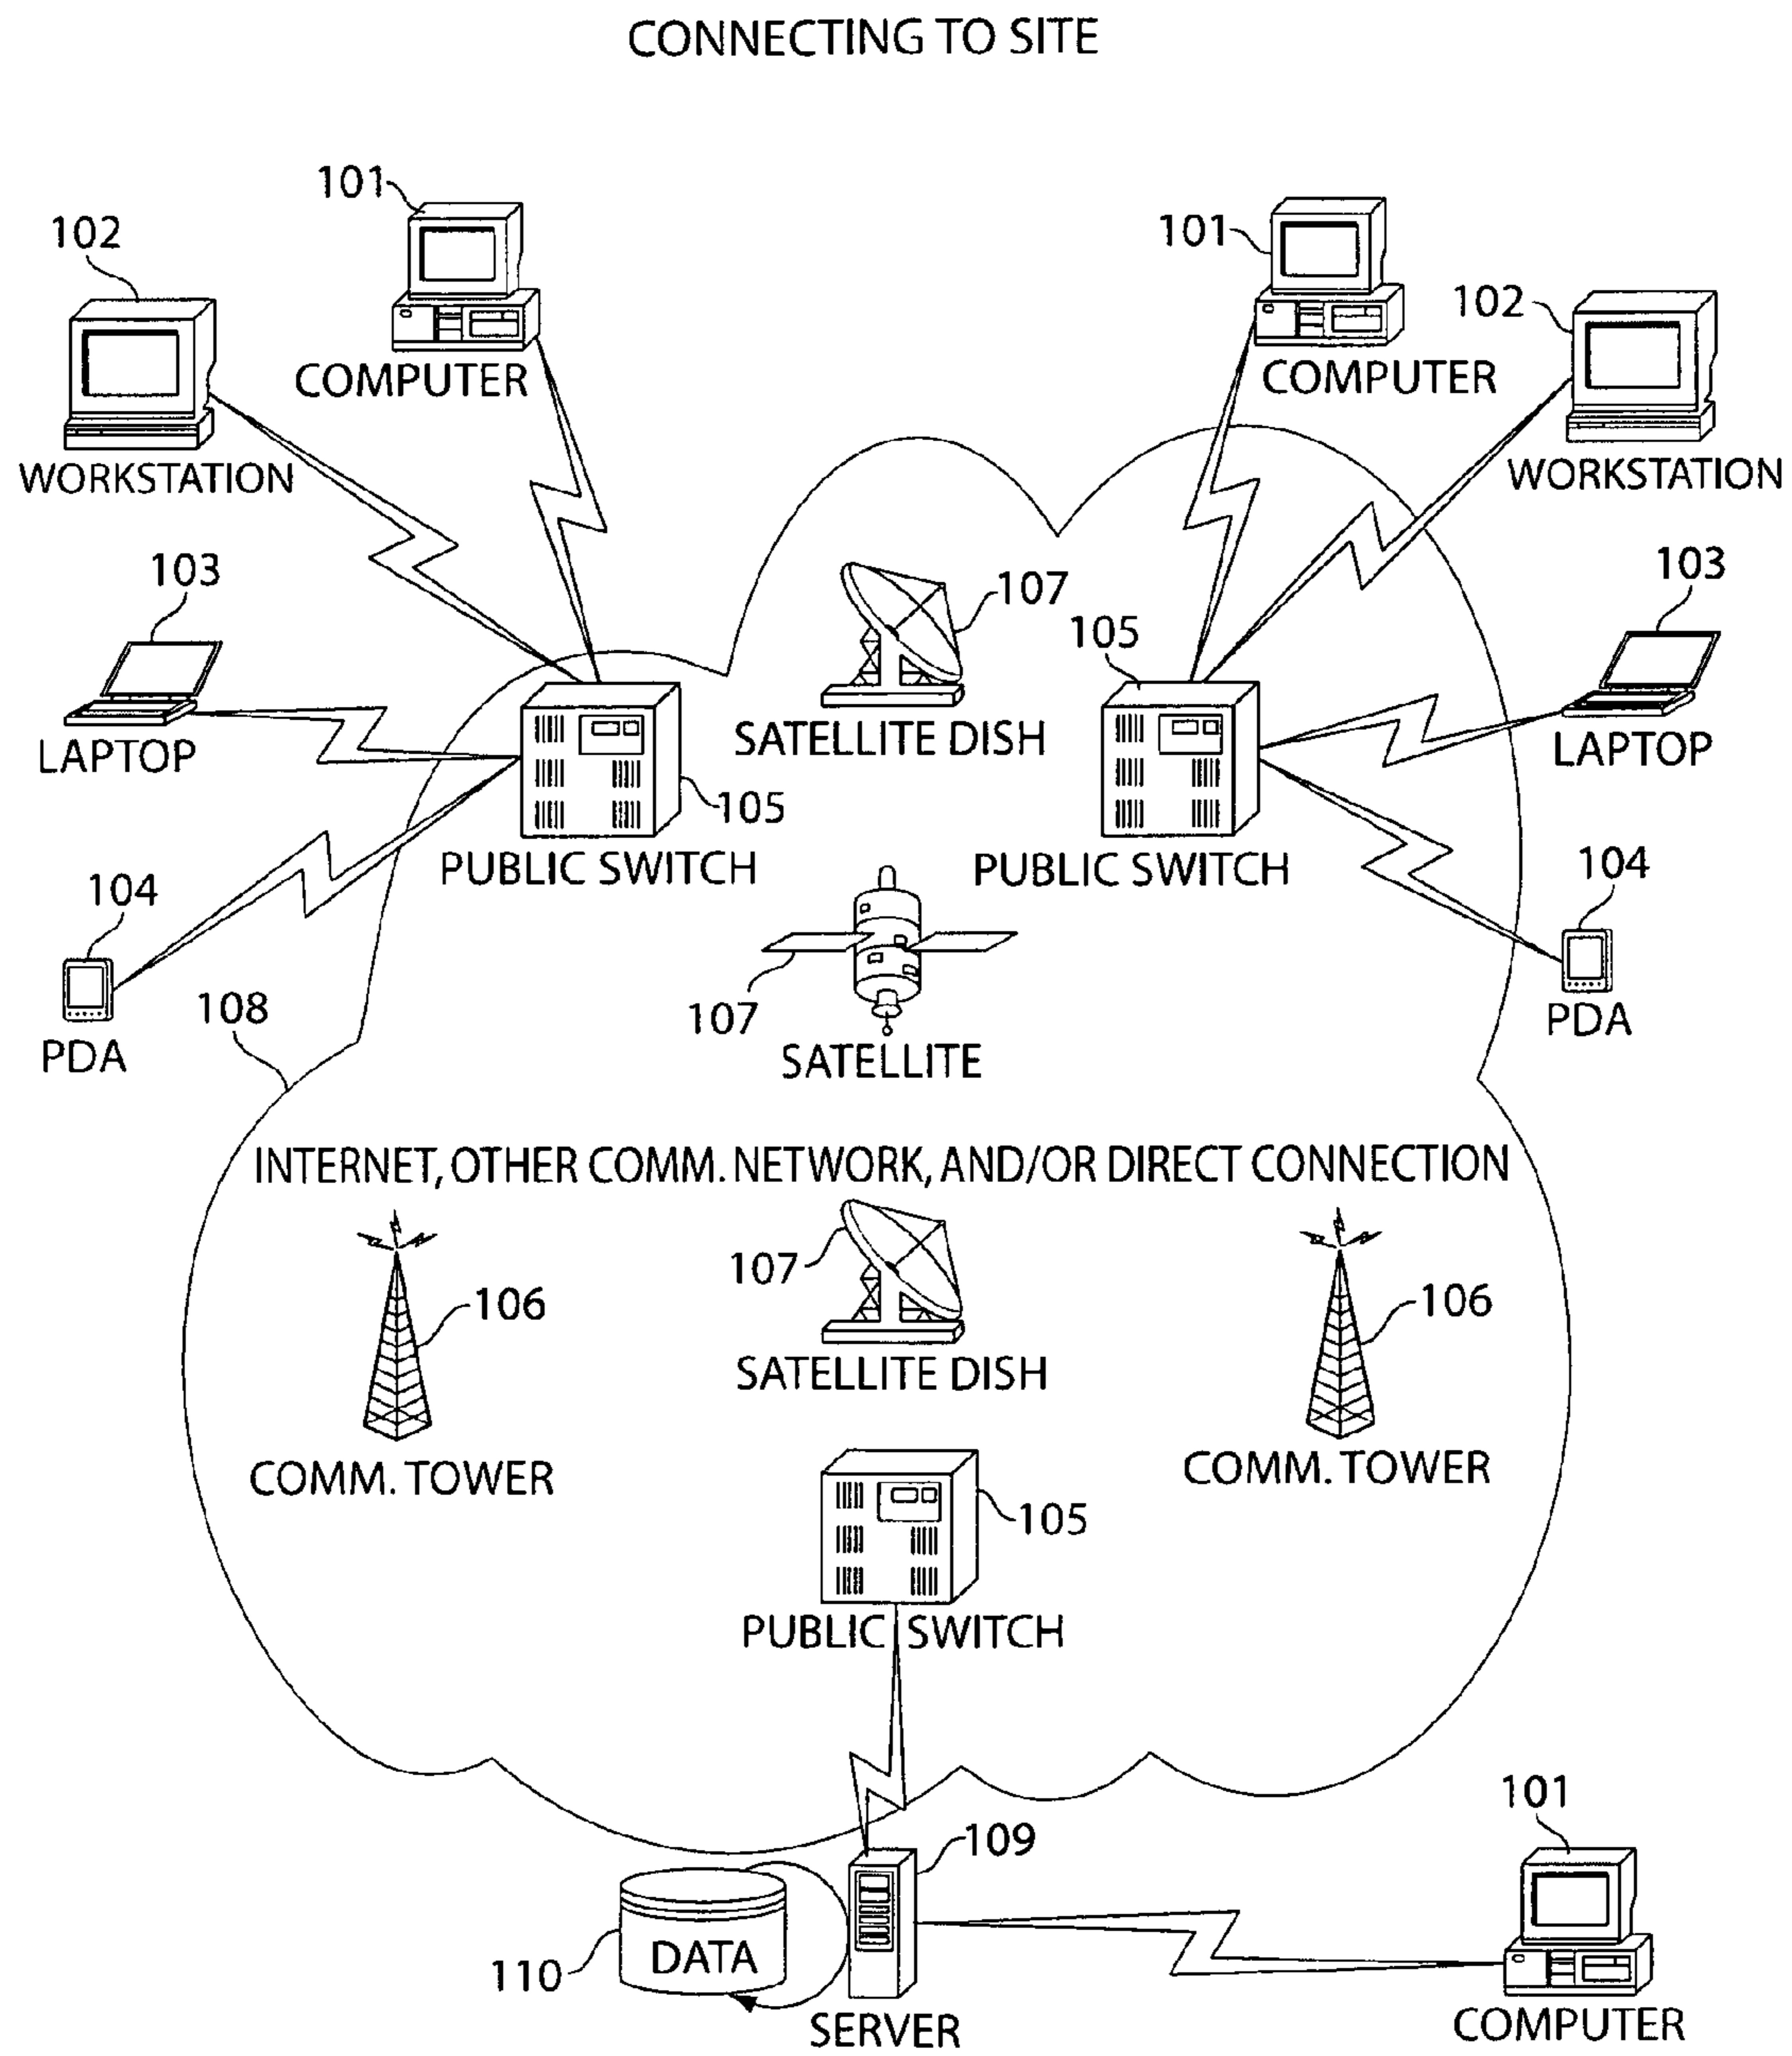 CONNECTING TO SITE
101
102
COMPUTER
WORKSTATION
101
102
COMPUTER
WORKSTATION
103
LAPTOP
107
SATELLITE DISH
105
103
LAPTOP
105
PUBLIC SWITCH
PUBLIC SWITCH
104
PDA
108
107
SATELLITE
104
PDA
INTERNET, OTHER COMM. NETWORK, AND/OR DIRECT CONNECTION
106
COMM. TOWER
107
SATELLITE DISH
106
COMM. TOWER
105
PUBLIC SWITCH
109
110
DATA
SERVER
101
COMPUTER